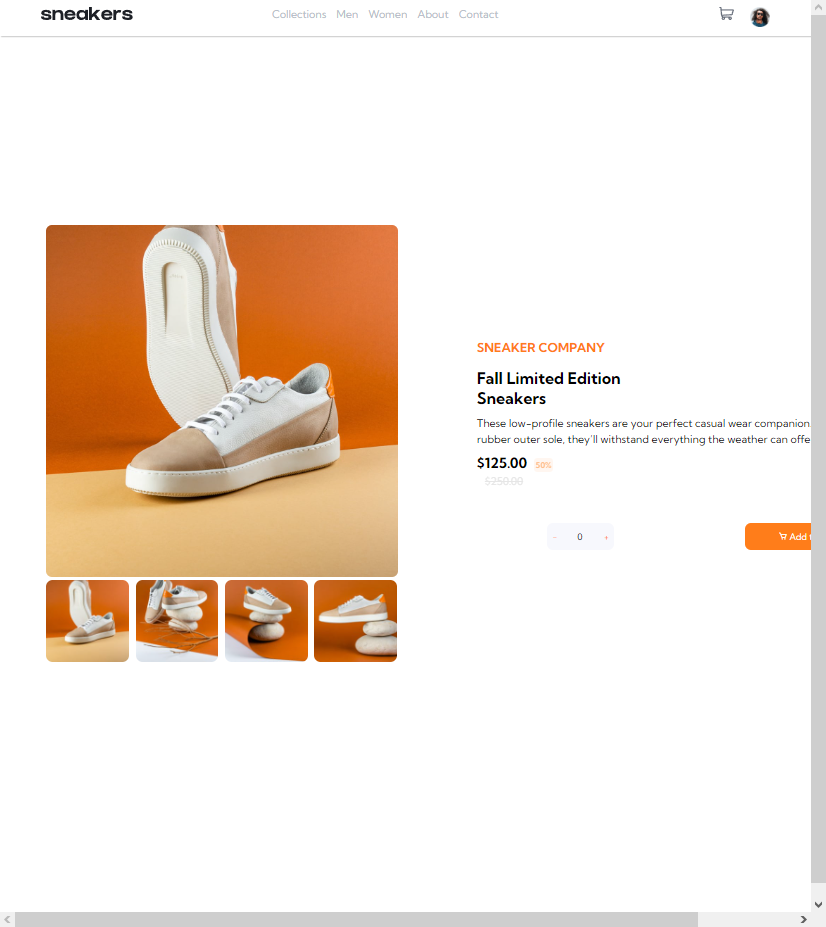 sneakers
Collections Men Women About Contact
SNEAKER COMPANY
Fall Limited Edition
Sneakers
These low-profile sneakers are your perfect casual wear companion.
rubber outer sole, they'll withstand everything the weather can offe
$125.00 50%
$250.00
- 0 +
Add